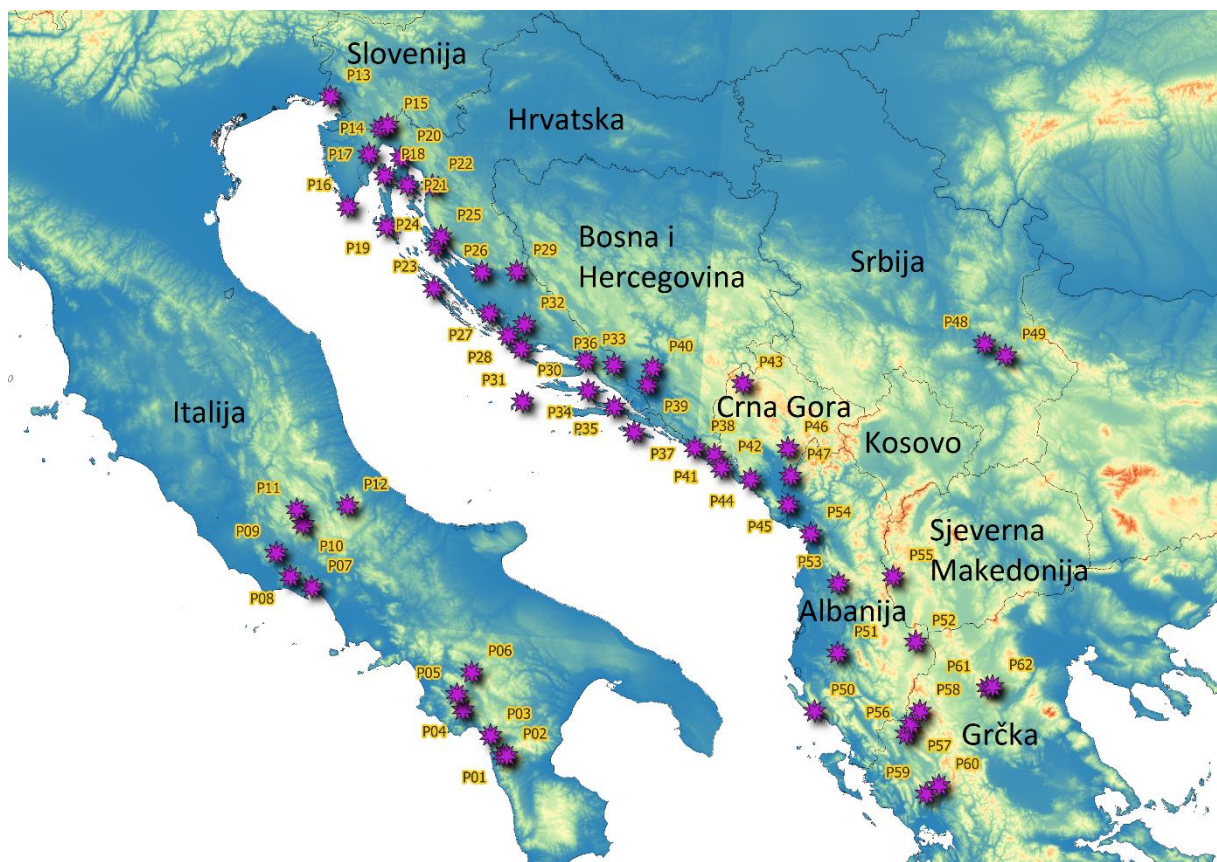 Slovenija
P13
P15
P14
P20
Hrvatska
P17
P18
P22
P16
P21
P19
P24
P25
Bosna i
Hercegovina
P26
P29
P23
Srbija
P32
P27
P48
P49
P28
P36
P33
P40
P43
P31
P30
P39
Italija
P34
P35
Crna Gora
P38
P46
P37
P42
Kosovo
P41
P47
P44
P11
P12
P45
P54
P09
P10
Sjeverna
Makedonija
P53
P55
P07
P08
Albanija
P51
P52
P06
P05
P61
P62
P50
P58
P03
P04
P56
P02
Grčka
P57
P01
P59
P60